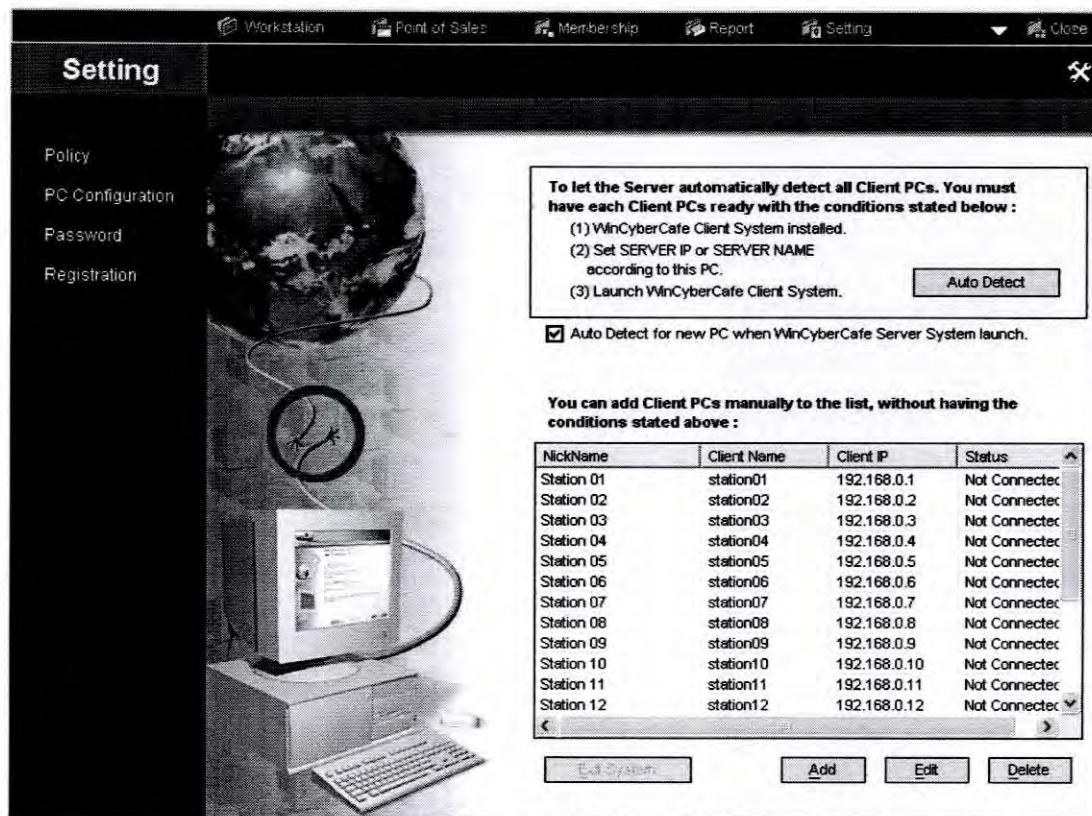 Workstation Point of Sales Membership Report Setting Close
Setting
Policy
PC Configuration
Password
Registration
To let the Server automatically detect all Client PCs. You must
have each Client PCs ready with the conditions stated below :
(1) WinCyberCafe Client System installed.
(2) Set SERVER IP or SERVER NAME
according to this PC.
(3) Launch WinCyberCafe Client System.
Auto Detect
Auto Detect for new PC when WinCyberCafe Server System launch.
You can add Client PCs manually to the list, without having the
conditions stated above :
NickName Client Name Client IP Status
Station 01 station01 192.168.0.1 Not Connectec
Station 02 station02 192.168.0.2 Not Connectec
Station 03 station03 192.168.0.3 Not Connectec
Station 04 station04 192.168.0.4 Not Connectec
Station 05 station05 192.168.0.5 Not Connectec
Station 06 station06 192.168.0.6 Not Connectec
Station 07 station07 192.168.0.7 Not Connectec
Station 08 station08 192.168.0.8 Not Connectec
Station 09 station09 192.168.0.9 Not Connectec
Station 10 station10 192.168.0.10 Not Connectec
Station 11 station11 192.168.0.11 Not Connectec
Station 12 station12 192.168.0.12 Not Connectec
Exit System Add Edit Delete